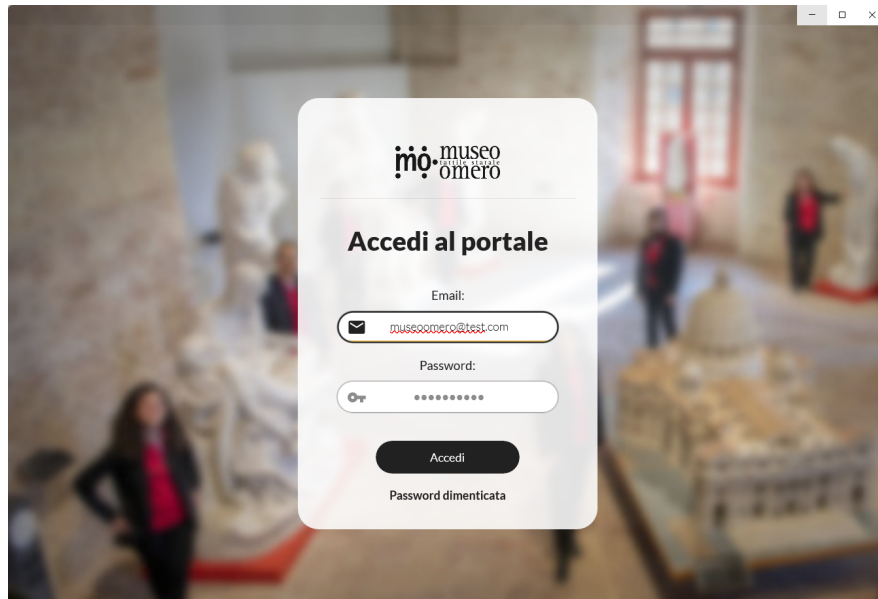 mo museo
tattile statale
omero
Accedi al portale
Email:
museoomero@test.com
Password:
••••••••••
Accedi
Password dimenticata